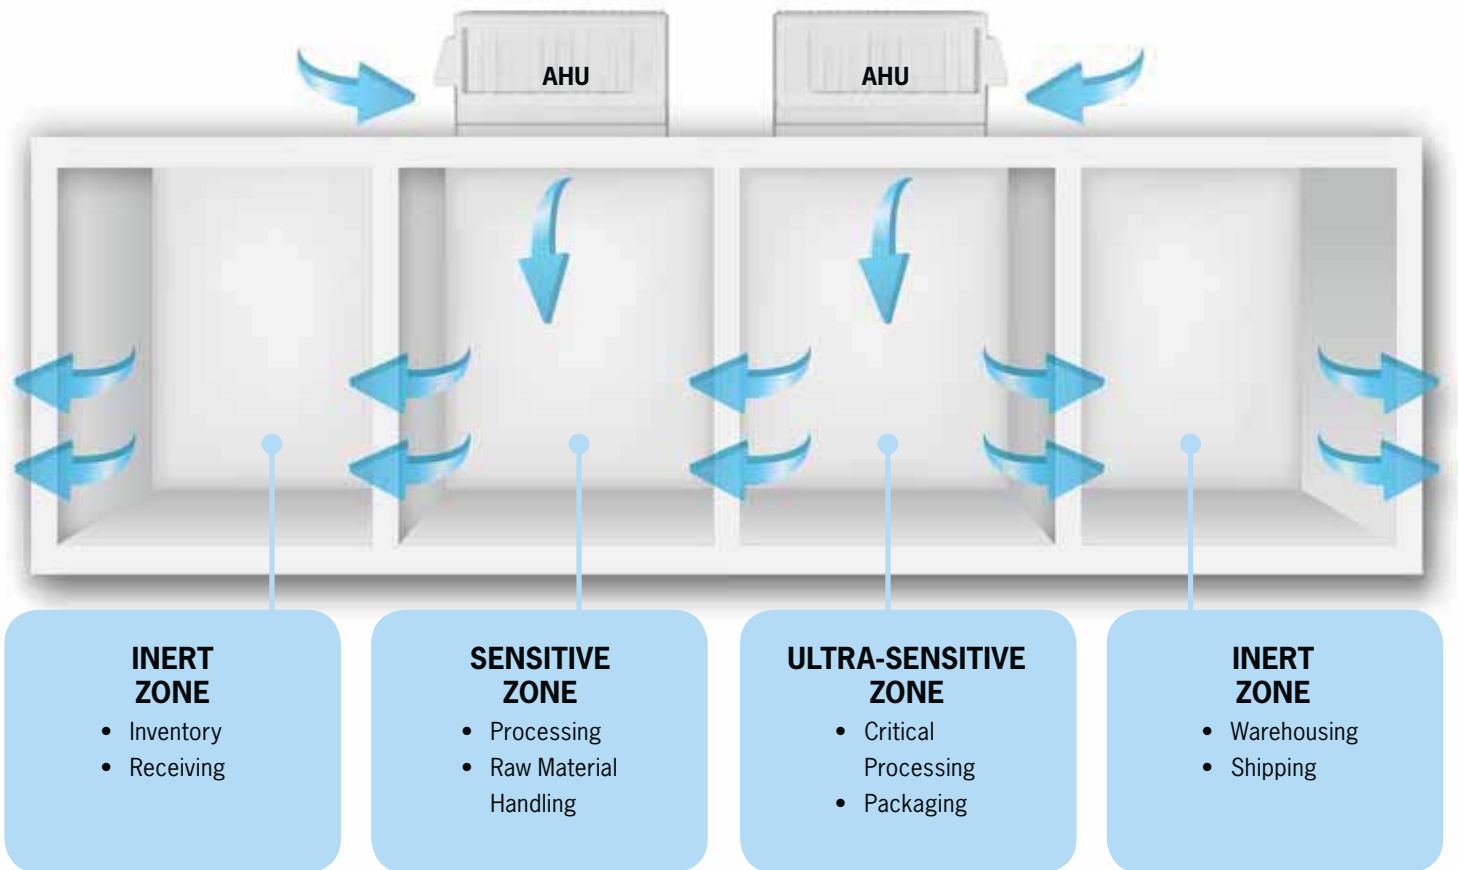 AHU
AHU
INERT
ZONE
• Inventory
• Receiving
SENSITIVE
ZONE
• Processing
• Raw Material
Handling
ULTRA-SENSITIVE
ZONE
• Critical
Processing
• Packaging
INERT
ZONE
• Warehousing
• Shipping